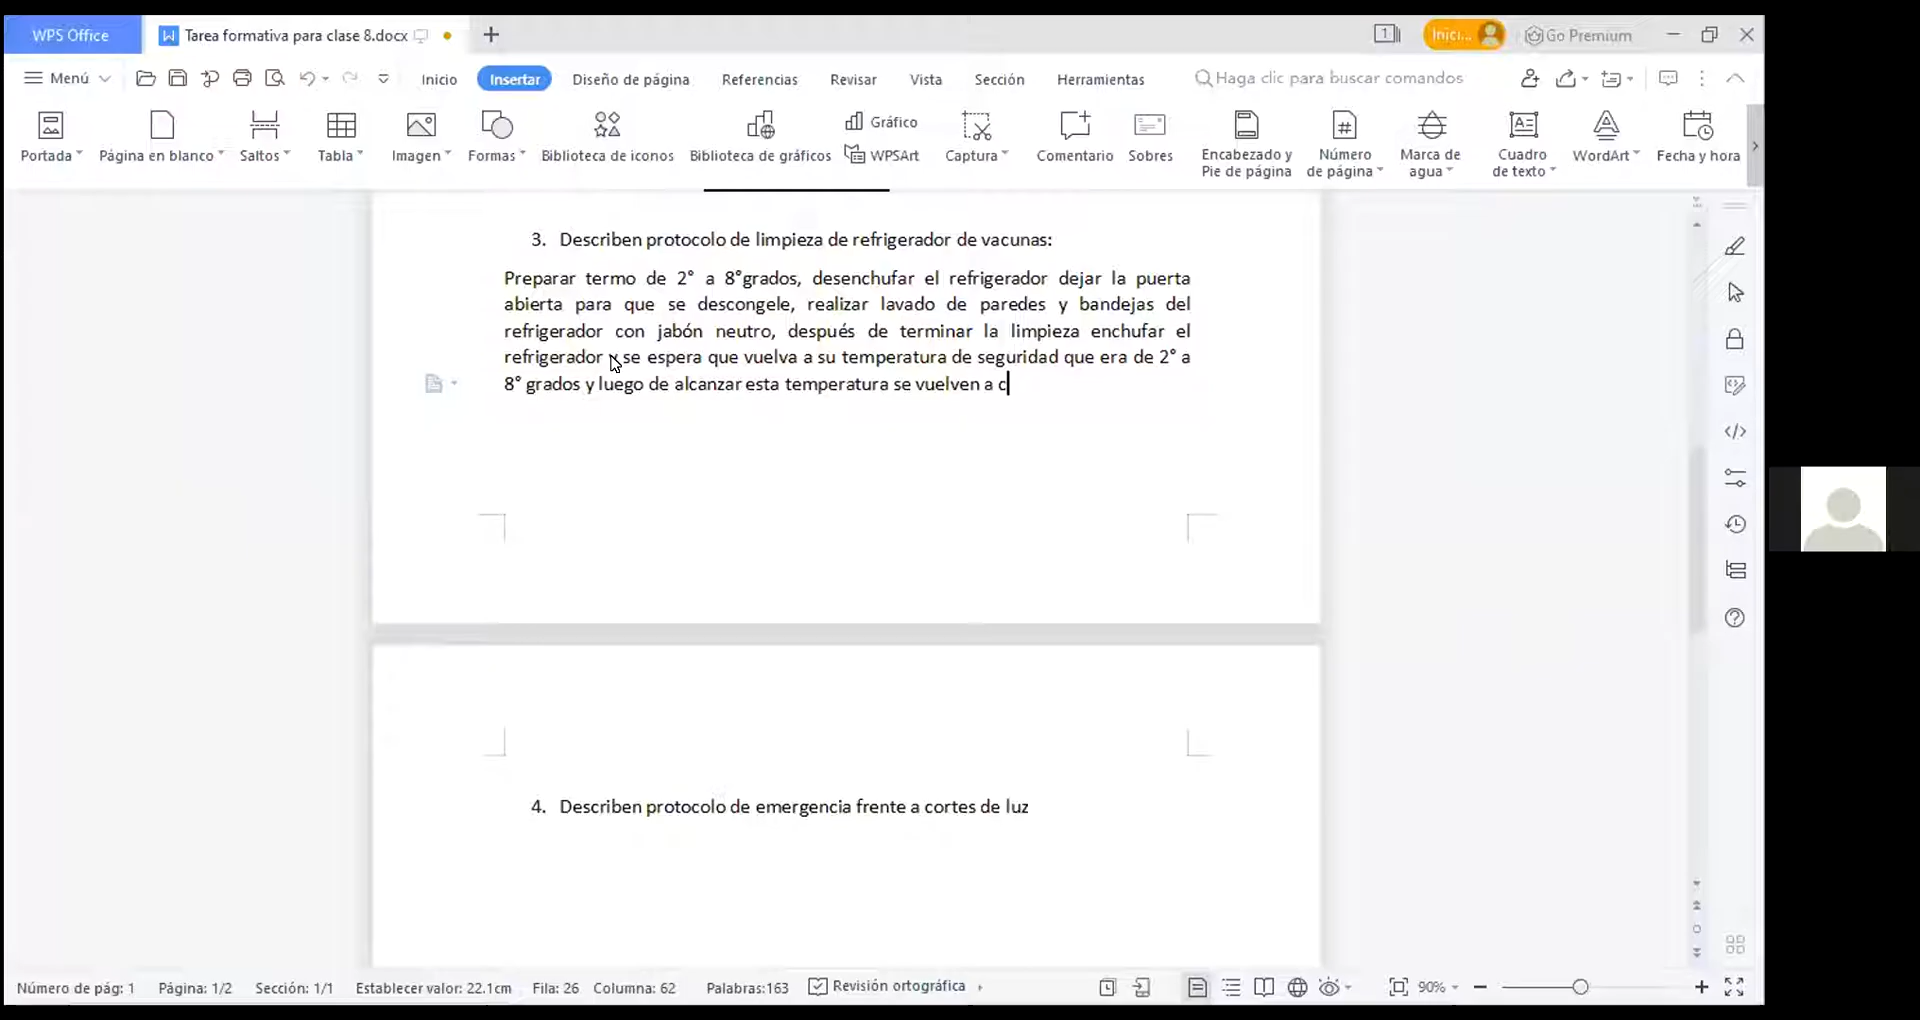 WPS Office
Tarea formativa para clase 8.docx
Inici...
Go Premium
Menú
Inicio
Insertar
Diseño de página
Referencias
Revisar
Vista
Sección
Herramientas
Haga clic para buscar comandos
Portada
Página en blanco
Saltos
Tabla
Imagen
Formas
Biblioteca de iconos
Biblioteca de gráficos
Gráfico
WPSArt
Captura
Comentario
Sobres
Encabezado y
Pie de página
Número
de página
Marca de
agua
Cuadro
de texto
WordArt
Fecha y hora
3. Describen protocolo de limpieza de refrigerador de vacunas:
Preparar termo de 2° a 8°grados, desenchufar el refrigerador dejar la puerta
abierta para que se descongele, realizar lavado de paredes y bandejas del
refrigerador con jabón neutro, después de terminar la limpieza enchufar el
refrigerador y se espera que vuelva a su temperatura de seguridad que era de 2° a
8° grados y luego de alcanzar esta temperatura se vuelven a c
4. Describen protocolo de emergencia frente a cortes de luz
Número de pág: 1
Página: 1/2
Sección: 1/1
Establecer valor: 22.1cm
Fila: 26
Columna: 62
Palabras:163
Revisión ortográfica
90%